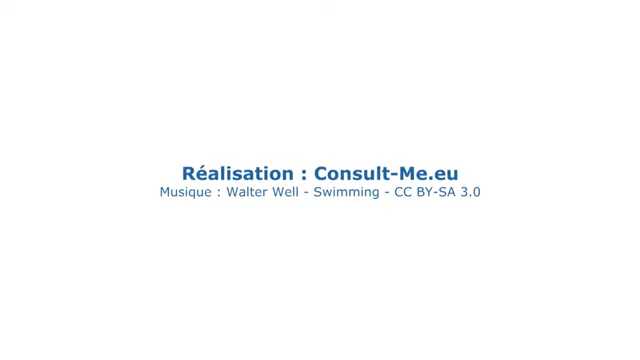 Réalisation : Consult-Me.eu
Musique : Walter Well - Swimming - CC BY-SA 3.0